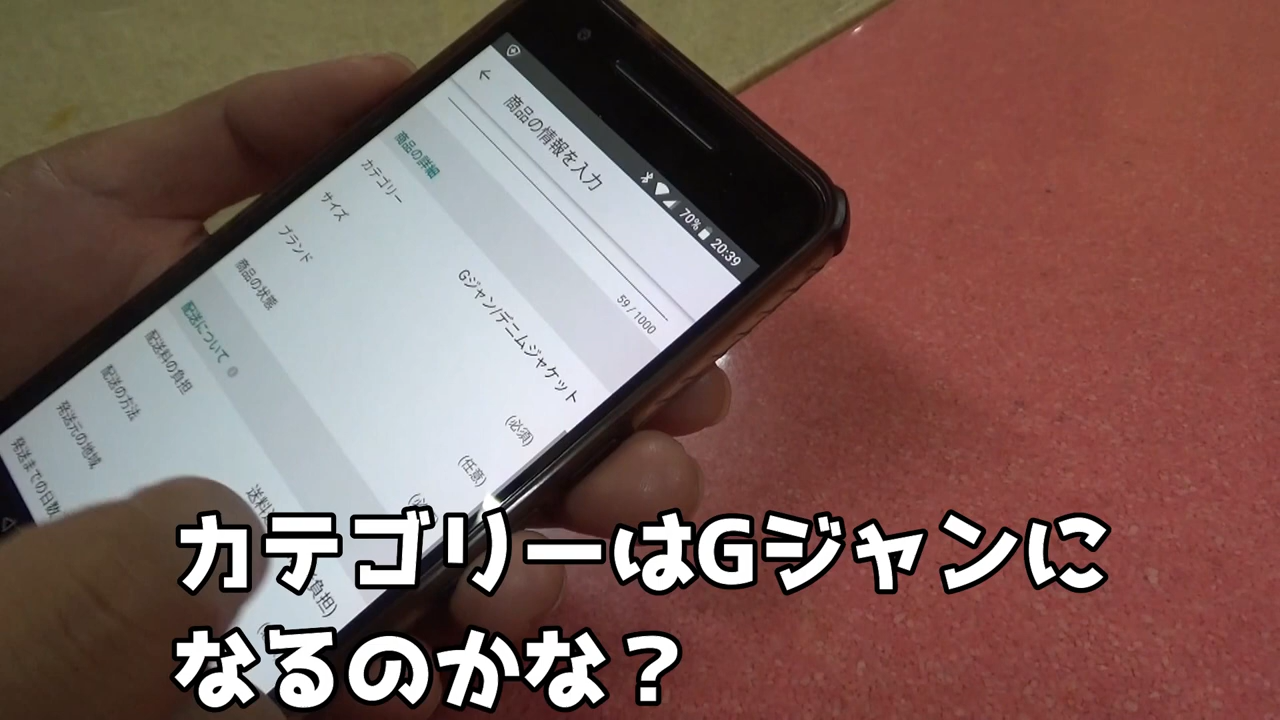 70% 20:39
商品の情報を入力
59 / 1000
商品の詳細
カテゴリー
Gジャン/デニムジャケット
サイズ
(必須)
ブランド
(任意)
商品の状態
配送について
配送料の負担
送料
負担)
配送の方法
発送元の地域
発送までの日数
カテゴリーはGジャンに
なるのかな？